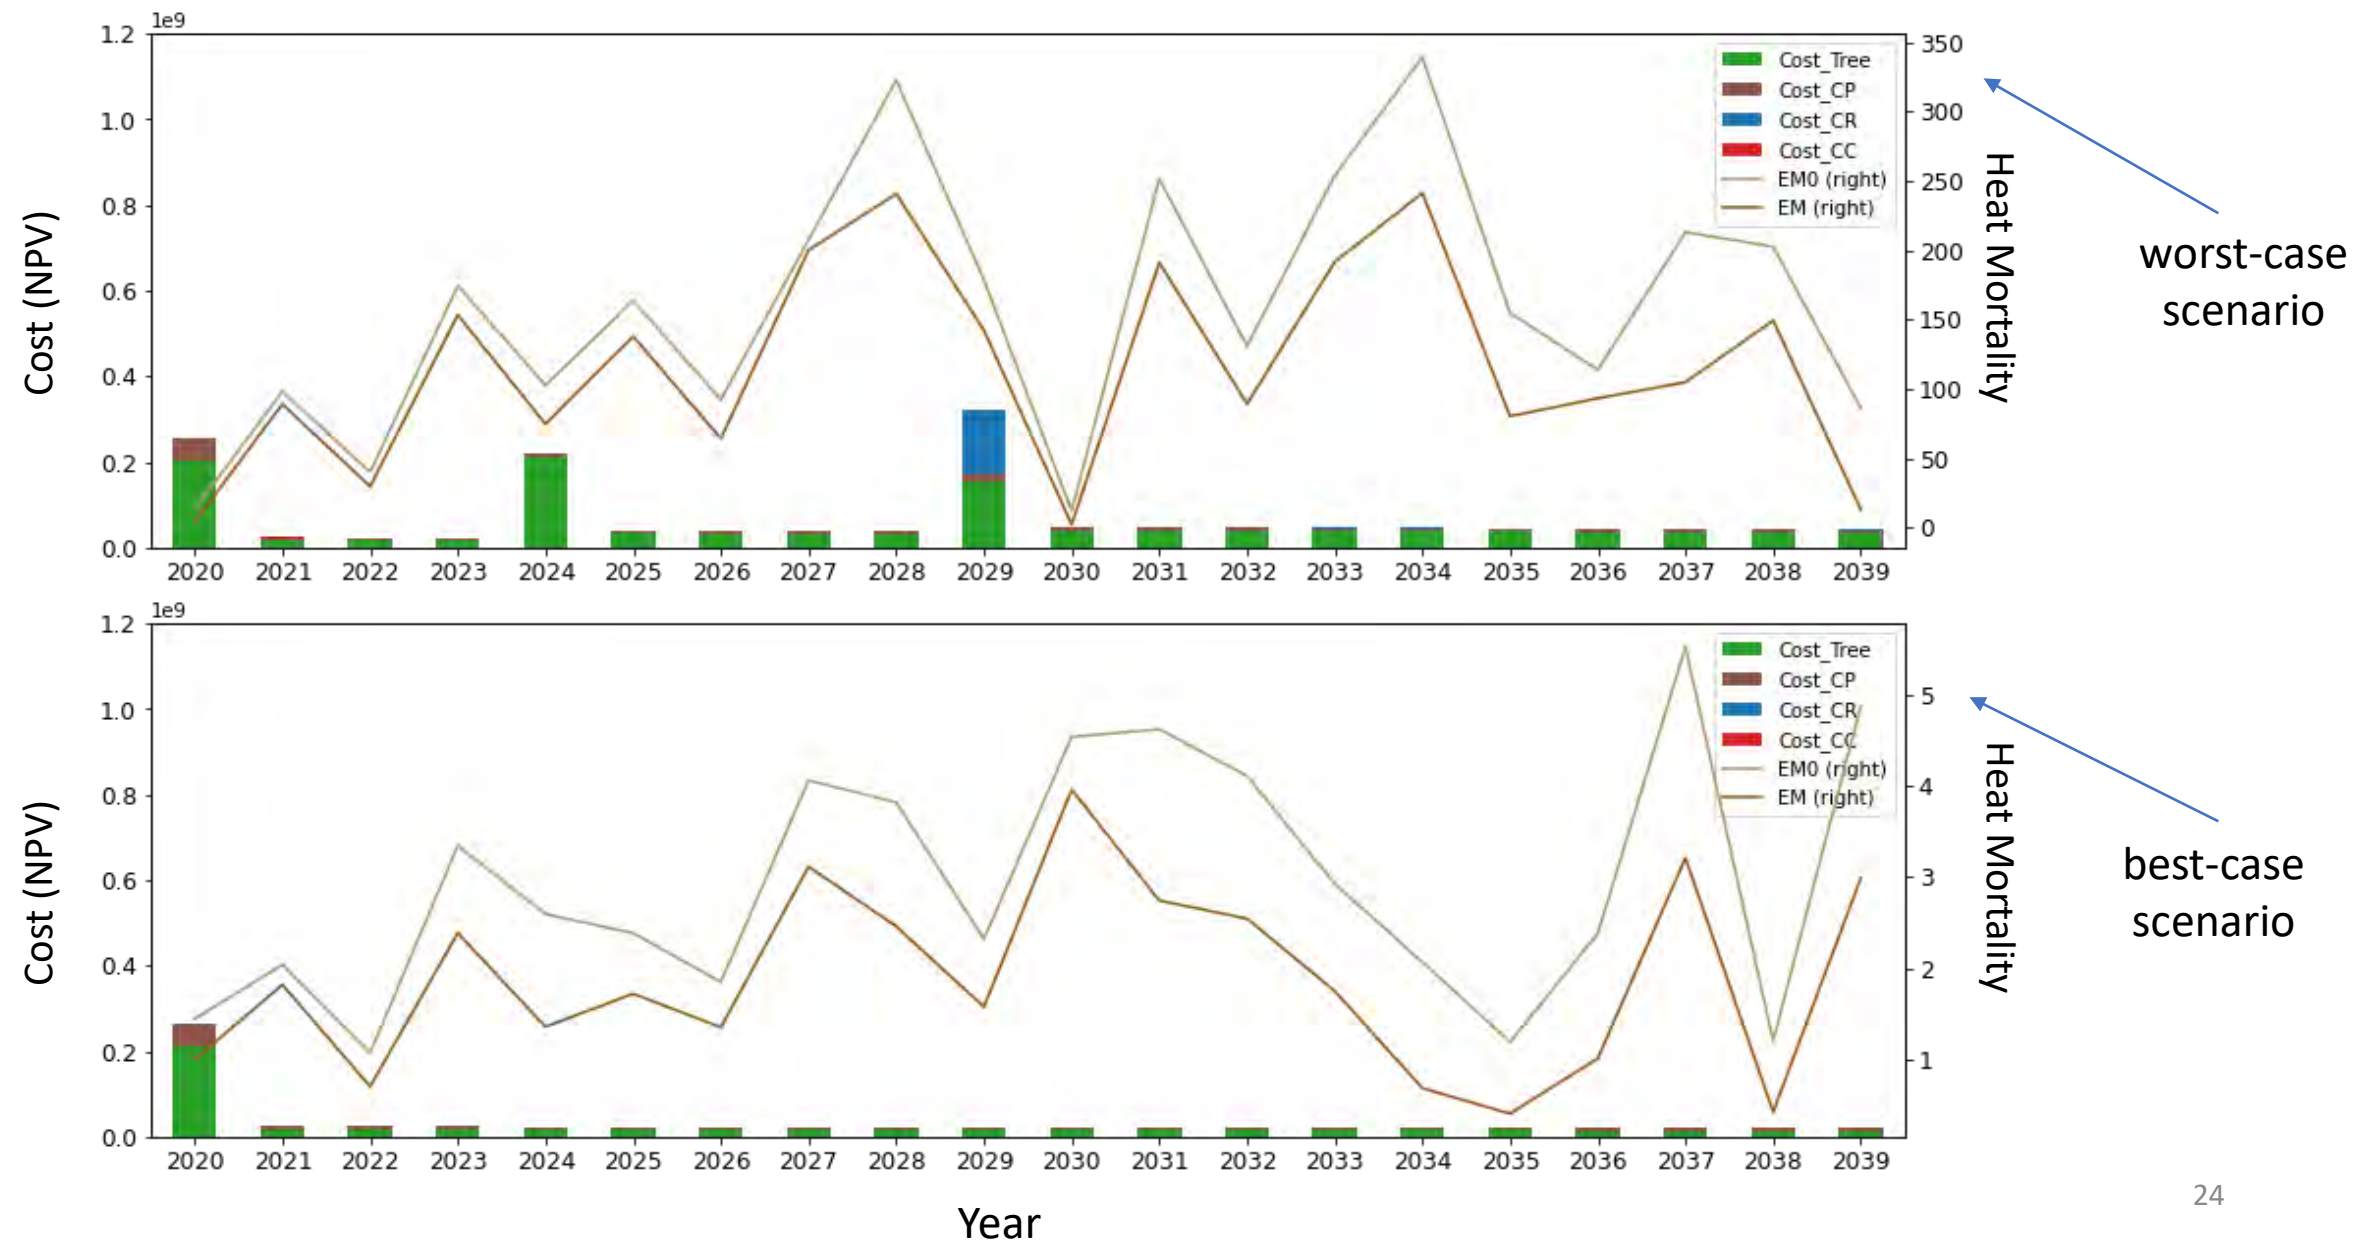 1e9
1.2
1.0
0.8
0.6
0.4
0.2
0.0
Cost (NPV)
350
300
250
200
150
100
50
0
Heat Mortality
Cost_Tree
Cost_CP
Cost_CR
Cost_CC
EM0 (right)
EM (right)
2020 2021 2022 2023 2024 2025 2026 2027 2028 2029 2030 2031 2032 2033 2034 2035 2036 2037 2038 2039
worst-case
scenario
1e9
1.2
1.0
0.8
0.6
0.4
0.2
0.0
Cost (NPV)
5
4
3
2
1
Heat Mortality
Cost_Tree
Cost_CP
Cost_CR
Cost_CC
EM0 (right)
EM (right)
2020 2021 2022 2023 2024 2025 2026 2027 2028 2029 2030 2031 2032 2033 2034 2035 2036 2037 2038 2039
best-case
scenario
Year
24